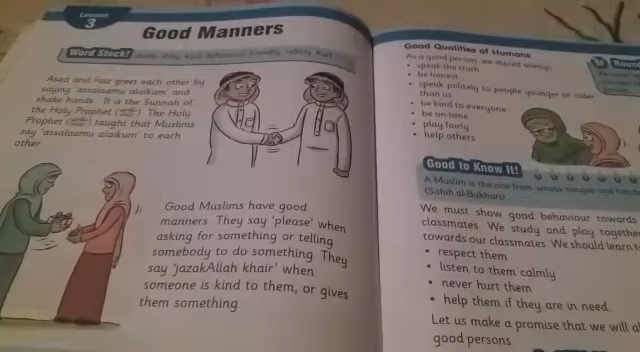 Lesson
3
Good Manners
Word Stock!
Asad and Faiz greet each other by
saying 'assalaamu alaikum' and
shake hands. It is the Sunnah of
the Holy Prophet The Holy
Prophet taught that Muslims
say 'assalaamu alaikum' to each
other.
Good Muslims have good
manners. They say 'please' when
asking for something or telling
somebody to do something. They
say 'jazakAllah khair' when
someone is kind to them, or gives
them something.
Good Qualities of Humans
As a good person, we should always
• speak the truth
• be honest
• speak politely to people younger or older
than us
• be kind to everyone
• be on time
• play fairly
• help others
Good to Know It!
A Muslim is the one from whose tongue and
(Sahih al-Bukhari)
We must show good behaviour towards
classmates. We study and play together
towards our classmates. We should learn t
• respect them
• listen to them calmly
• never hurt them
• help them if they are in need.
Let us make a promise that we will a
good persons